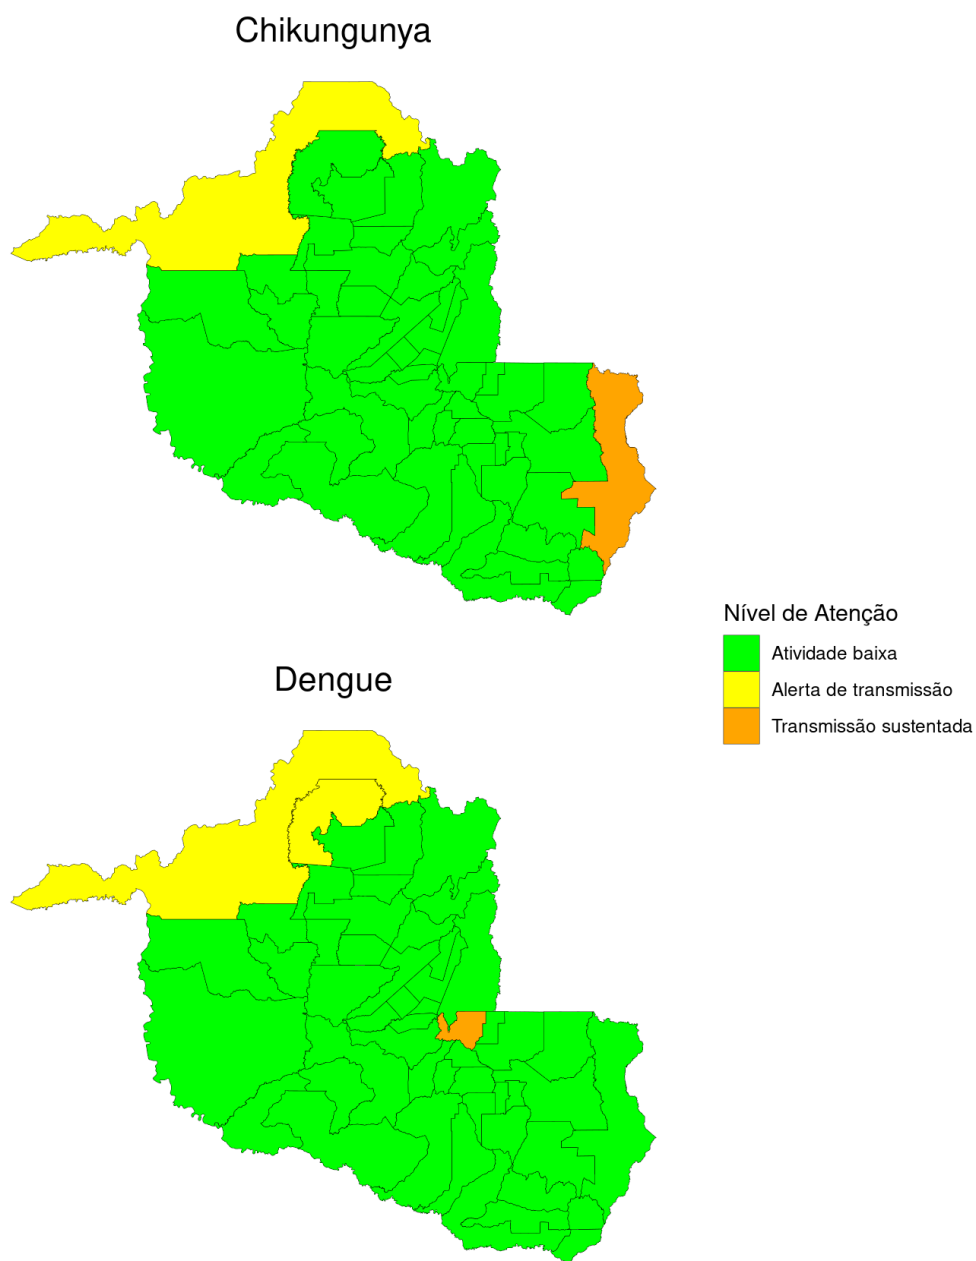 Chikungunya
Nível de Atenção
Atividade baixa
Alerta de transmissão
Transmissão sustentada
Dengue